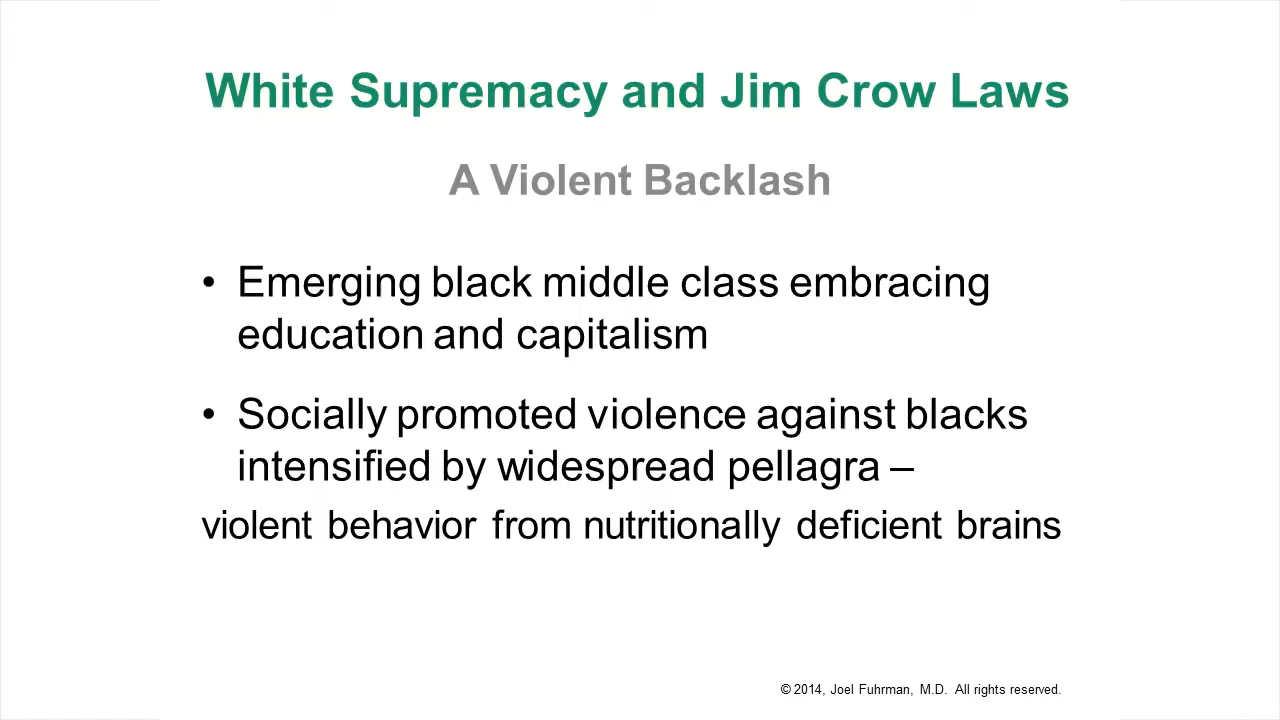 White Supremacy and Jim Crow Laws
A Violent Backlash
• Emerging black middle class embracing
education and capitalism
• Socially promoted violence against blacks
intensified by widespread pellagra –
violent behavior from nutritionally deficient brains
© 2014, Joel Fuhrman, M.D. All rights reserved.